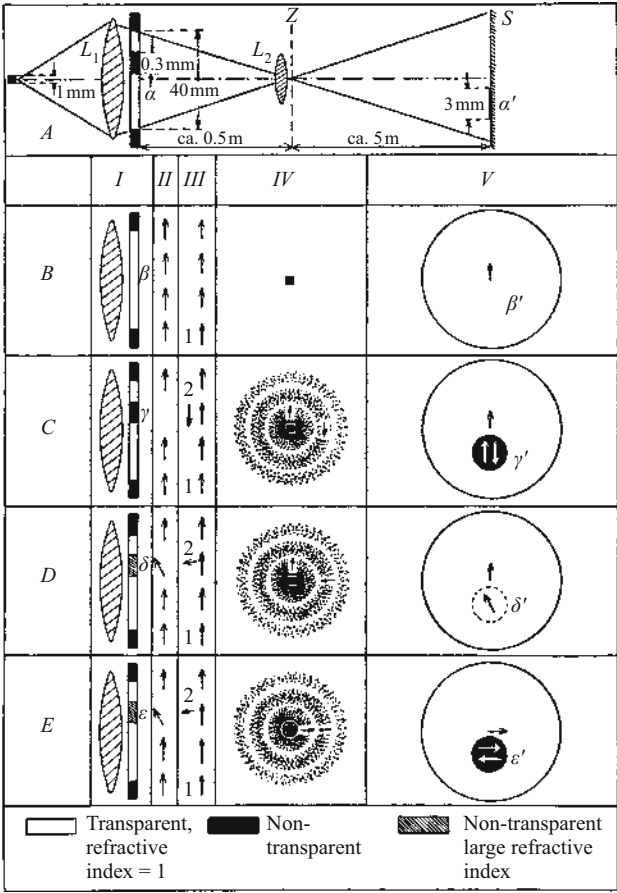 Z
S
L1
L2
0.3 mm
1 mm
α
40 mm
3 mm
α′
A
ca. 0.5 m
ca. 5 m
I II III IV V
B β 1 β′
C γ 2 1 γ′
D δ 2 1 δ′
E ε 2 1 ε′
Transparent, Non- Non-transparent
refractive transparent large refractive
index = 1 index